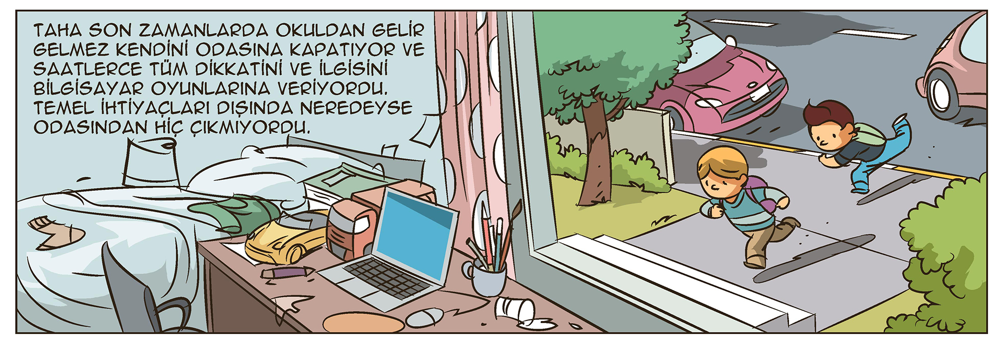 TAHA SON ZAMANLARDA OKULDAN GELİR
GELMEZ KENDİNİ ODASINA KAPATIYOR VE
SAATLERCE TÜM DİKKATİNİ VE İLGİSİNİ
BİLGİSAYAR OYUNLARINA VERİYORDU.
TEMEL İHTİYAÇLARI DIŞINDA NEREDEYSE
ODASINDAN HİÇ ÇIKMIYORDU.